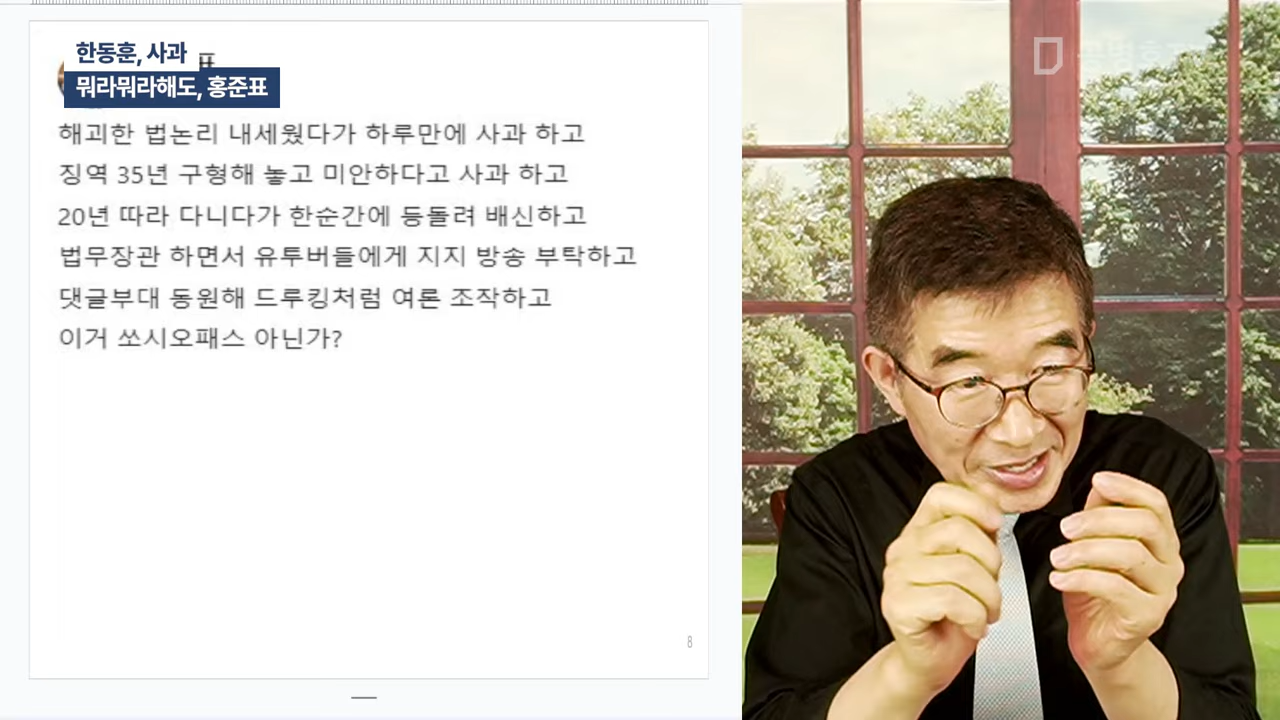 한동훈, 사과
표
뭐라뭐라해도, 홍준표
해괴한 법논리 내세웠다가 하루만에 사과 하고
징역 35년 구형해 놓고 미안하다고 사과 하고
20년 따라 다니다가 한순간에 등돌려 배신하고
법무장관 하면서 유투버들에게 지지 방송 부탁하고
댓글부대 동원해 드루킹처럼 여론 조작하고
이거 쏘시오패스 아닌가?
8